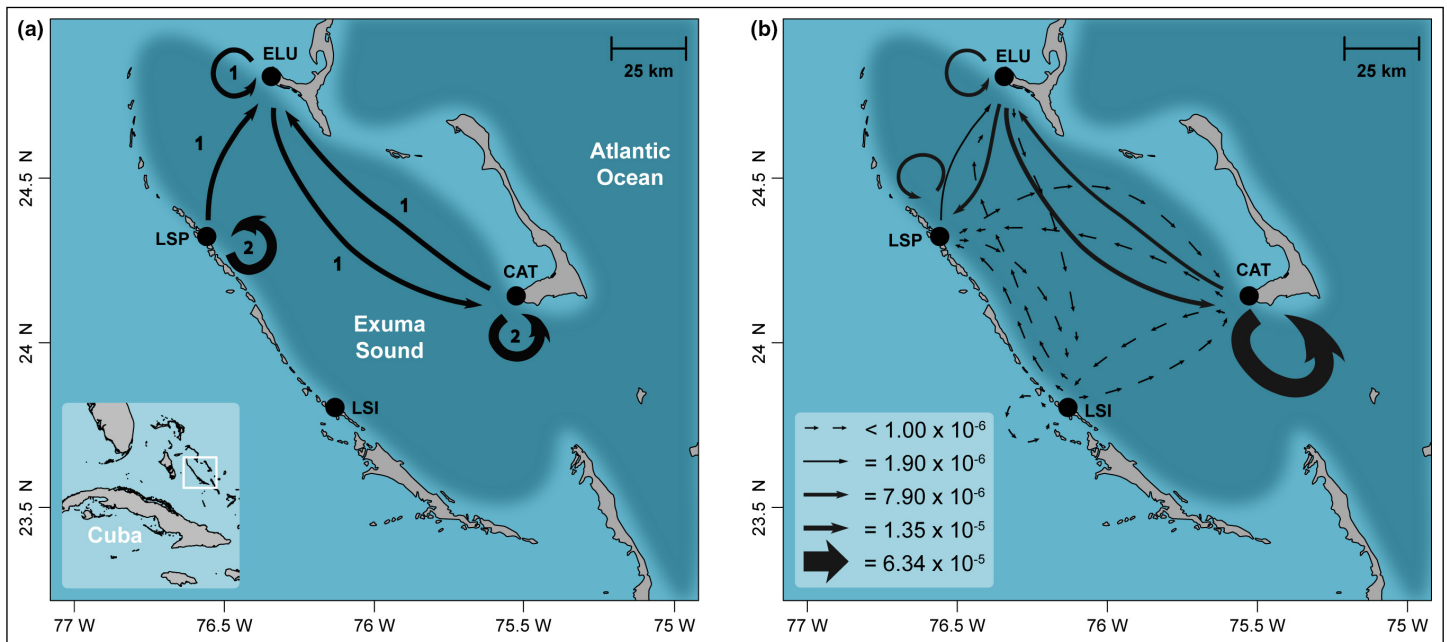 (a)
ELU
1
25 km
1
Atlantic
Ocean
24.5 N
1
LSP
2
1
CAT
24 N
Exuma
Sound
2
LSI
23.5 N
Cuba
77 W
76.5 W
76 W
75.5 W
75 W
(b)
ELU
25 km
24.5 N
LSP
CAT
24 N
LSI
< 1.00 x 10⁻⁶
= 1.90 x 10⁻⁶
23.5 N
= 7.90 x 10⁻⁶
= 1.35 x 10⁻⁵
= 6.34 x 10⁻⁵
77 W
76.5 W
76 W
75.5 W
75 W